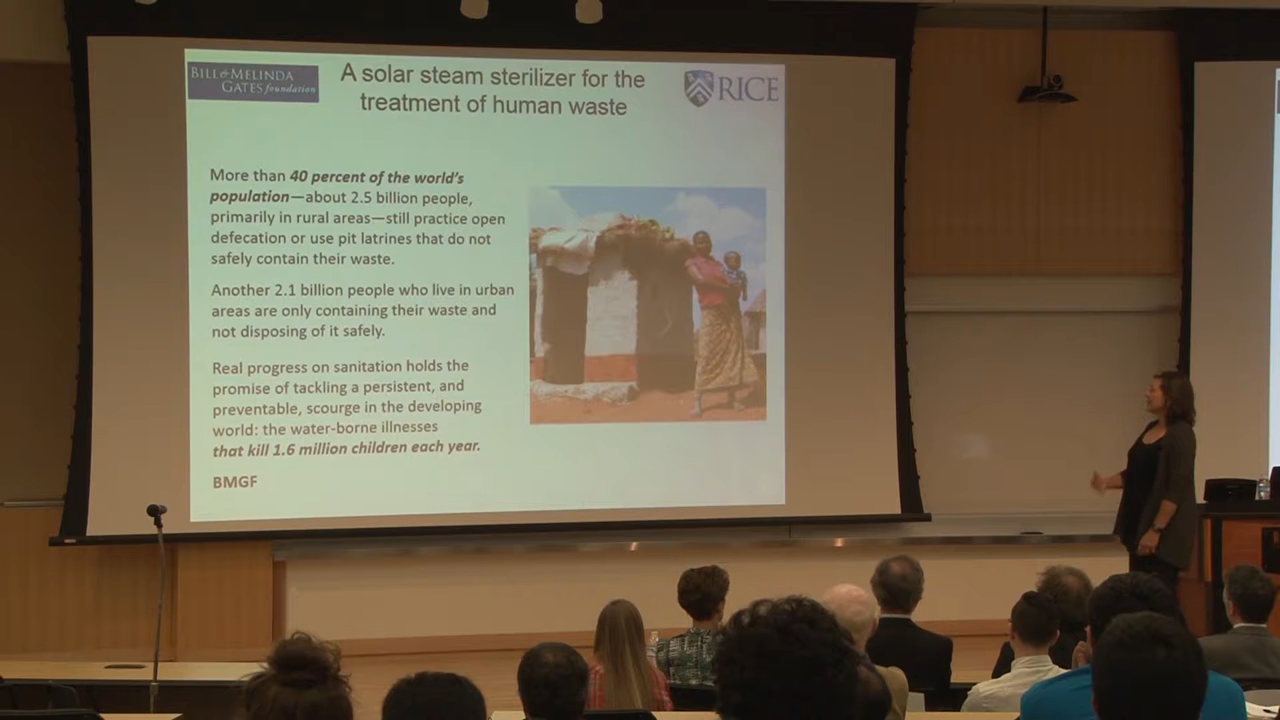 BILL & MELINDA
GATES foundation
A solar steam sterilizer for the
treatment of human waste
RICE
More than 40 percent of the world's
population—about 2.5 billion people,
primarily in rural areas—still practice open
defecation or use pit latrines that do not
safely contain their waste.
Another 2.1 billion people who live in urban
areas are only containing their waste and
not disposing of it safely.
Real progress on sanitation holds the
promise of tackling a persistent, and
preventable, scourge in the developing
world: the water-borne illnesses
that kill 1.6 million children each year.
BMGF